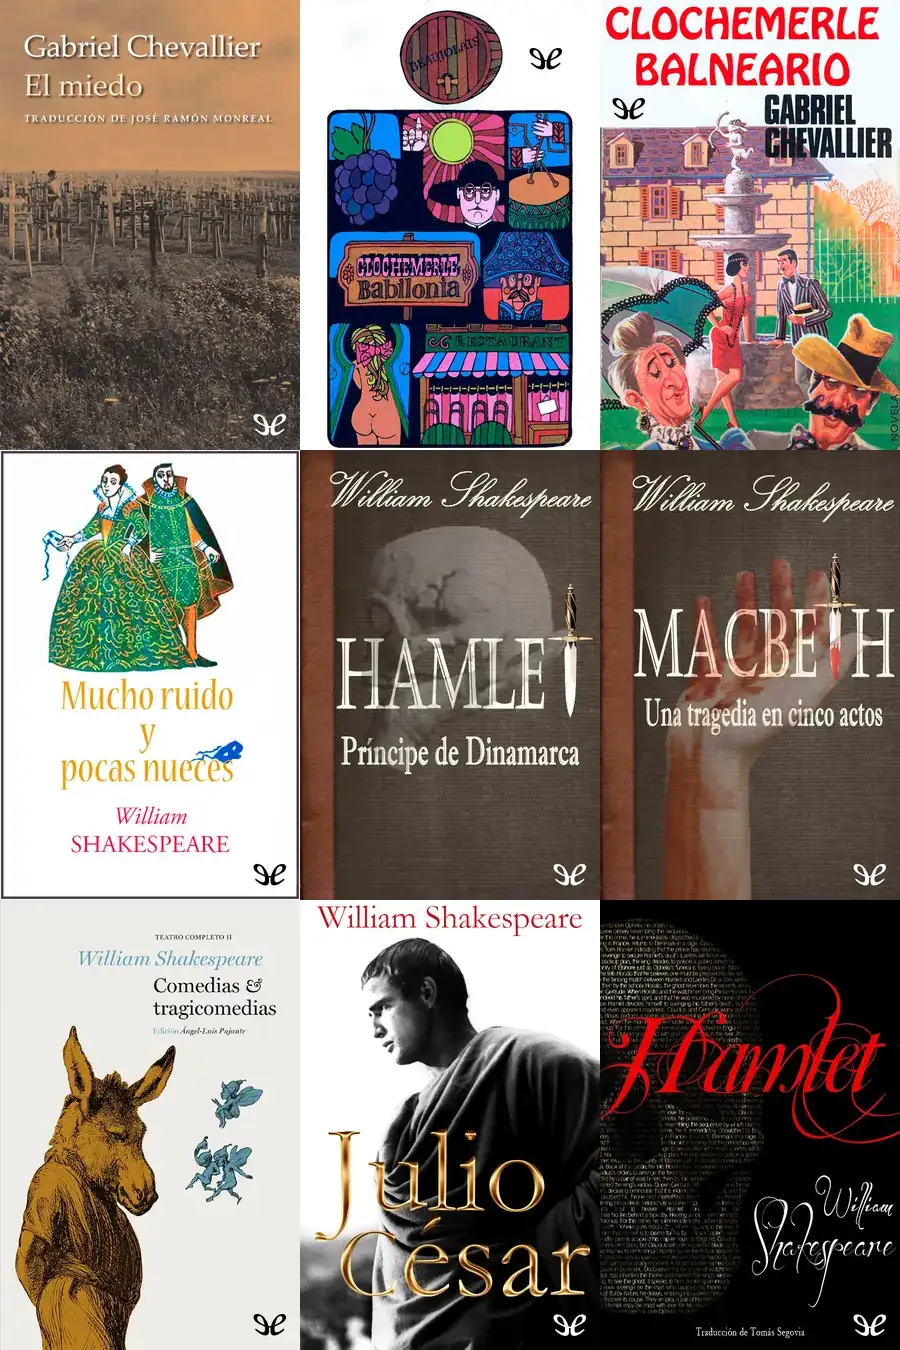 Gabriel Chevallier
El miedo
TRADUCCIÓN DE JOSÉ RAMÓN MONREAL
BEAUJOLAIS
CLOCHEMERLE
Babilonia
RESTAURANT
CLOCHEMERLE
BALNEARIO
GABRIEL
CHEVALLIER
NOVELA
Mucho ruido
y
pocas nueces
William
SHAKESPEARE
William Shakespeare
HAMLET
Príncipe de Dinamarca
William Shakespeare
MACBETH
Una tragedia en cinco actos
TEATRO COMPLETO II
William Shakespeare
Comedias &
tragicomedias
Edición Ángel-Luis Pujante
William Shakespeare
Julio
César
Hamlet
William
Shakespeare
Traducción de Tomás Segovia